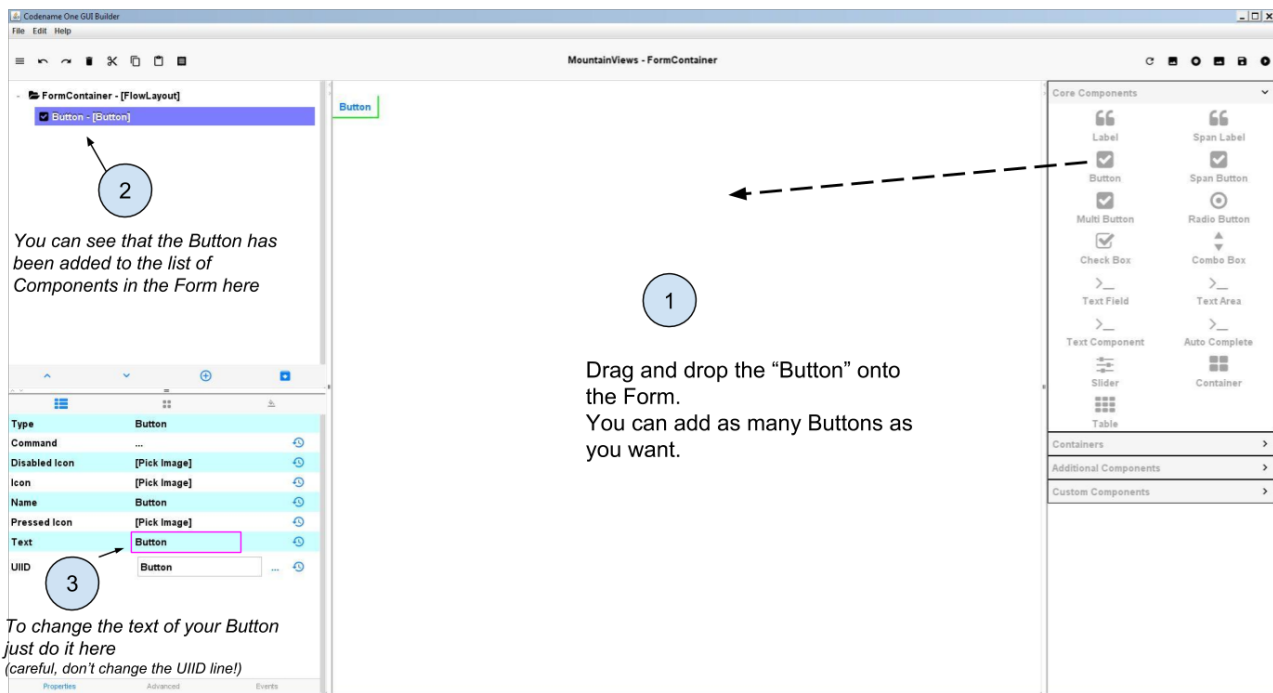 Codename One GUI Builder
File Edit Help
MountainViews - FormContainer
FormContainer - [FlowLayout]
Button - [Button]
2
You can see that the Button has
been added to the list of
Components in the Form here
Type Button
Command ...
Disabled Icon [Pick Image]
Icon [Pick Image]
Name Button
Pressed Icon [Pick Image]
Text Button
UIID Button ...
3
To change the text of your Button
just do it here
(careful, don't change the UIID line!)
Properties Advanced Events
Button
1
Drag and drop the “Button” onto
the Form.
You can add as many Buttons as
you want.
Core Components
Label Span Label
Button Span Button
Multi Button Radio Button
Check Box Combo Box
Text Field Text Area
Text Component Auto Complete
Slider Container
Table
Containers
Additional Components
Custom Components